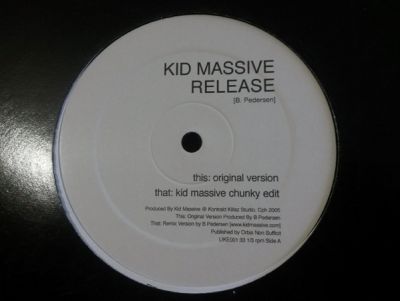 KID MASSIVE
RELEASE
[B. Pedersen]
this: original version
that: kid massive chunky edit
Produced By Kid Massive @ Kontrakt Killaz Studio, Cph 2005
This: Original Version Produced By B Pedersen
That: Remix Version by B Pedersen [www.kidmassive.com]
Published by Orbis Non Sufficit
UKE001 33 1/3 rpm Side A